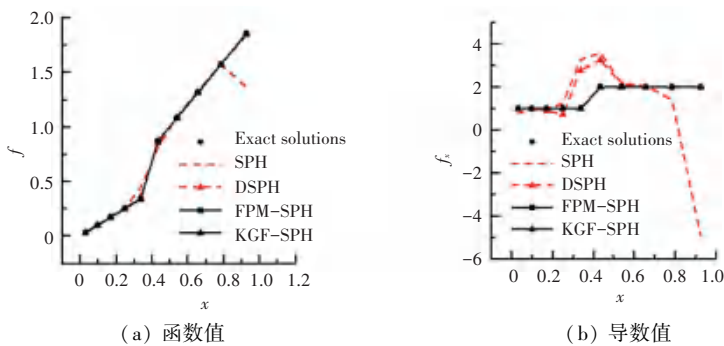 2.0
1.5
1.0
0.5
0
f
Exact solutions
SPH
DSPH
FPM-SPH
KGF-SPH
0 0.2 0.4 0.6 0.8 1.0 1.2
x
(a) 函数值
4
2
0
-2
-4
-6
fx
Exact solutions
SPH
DSPH
FPM-SPH
KGF-SPH
0 0.2 0.4 0.6 0.8 1.0
x
(b) 导数值